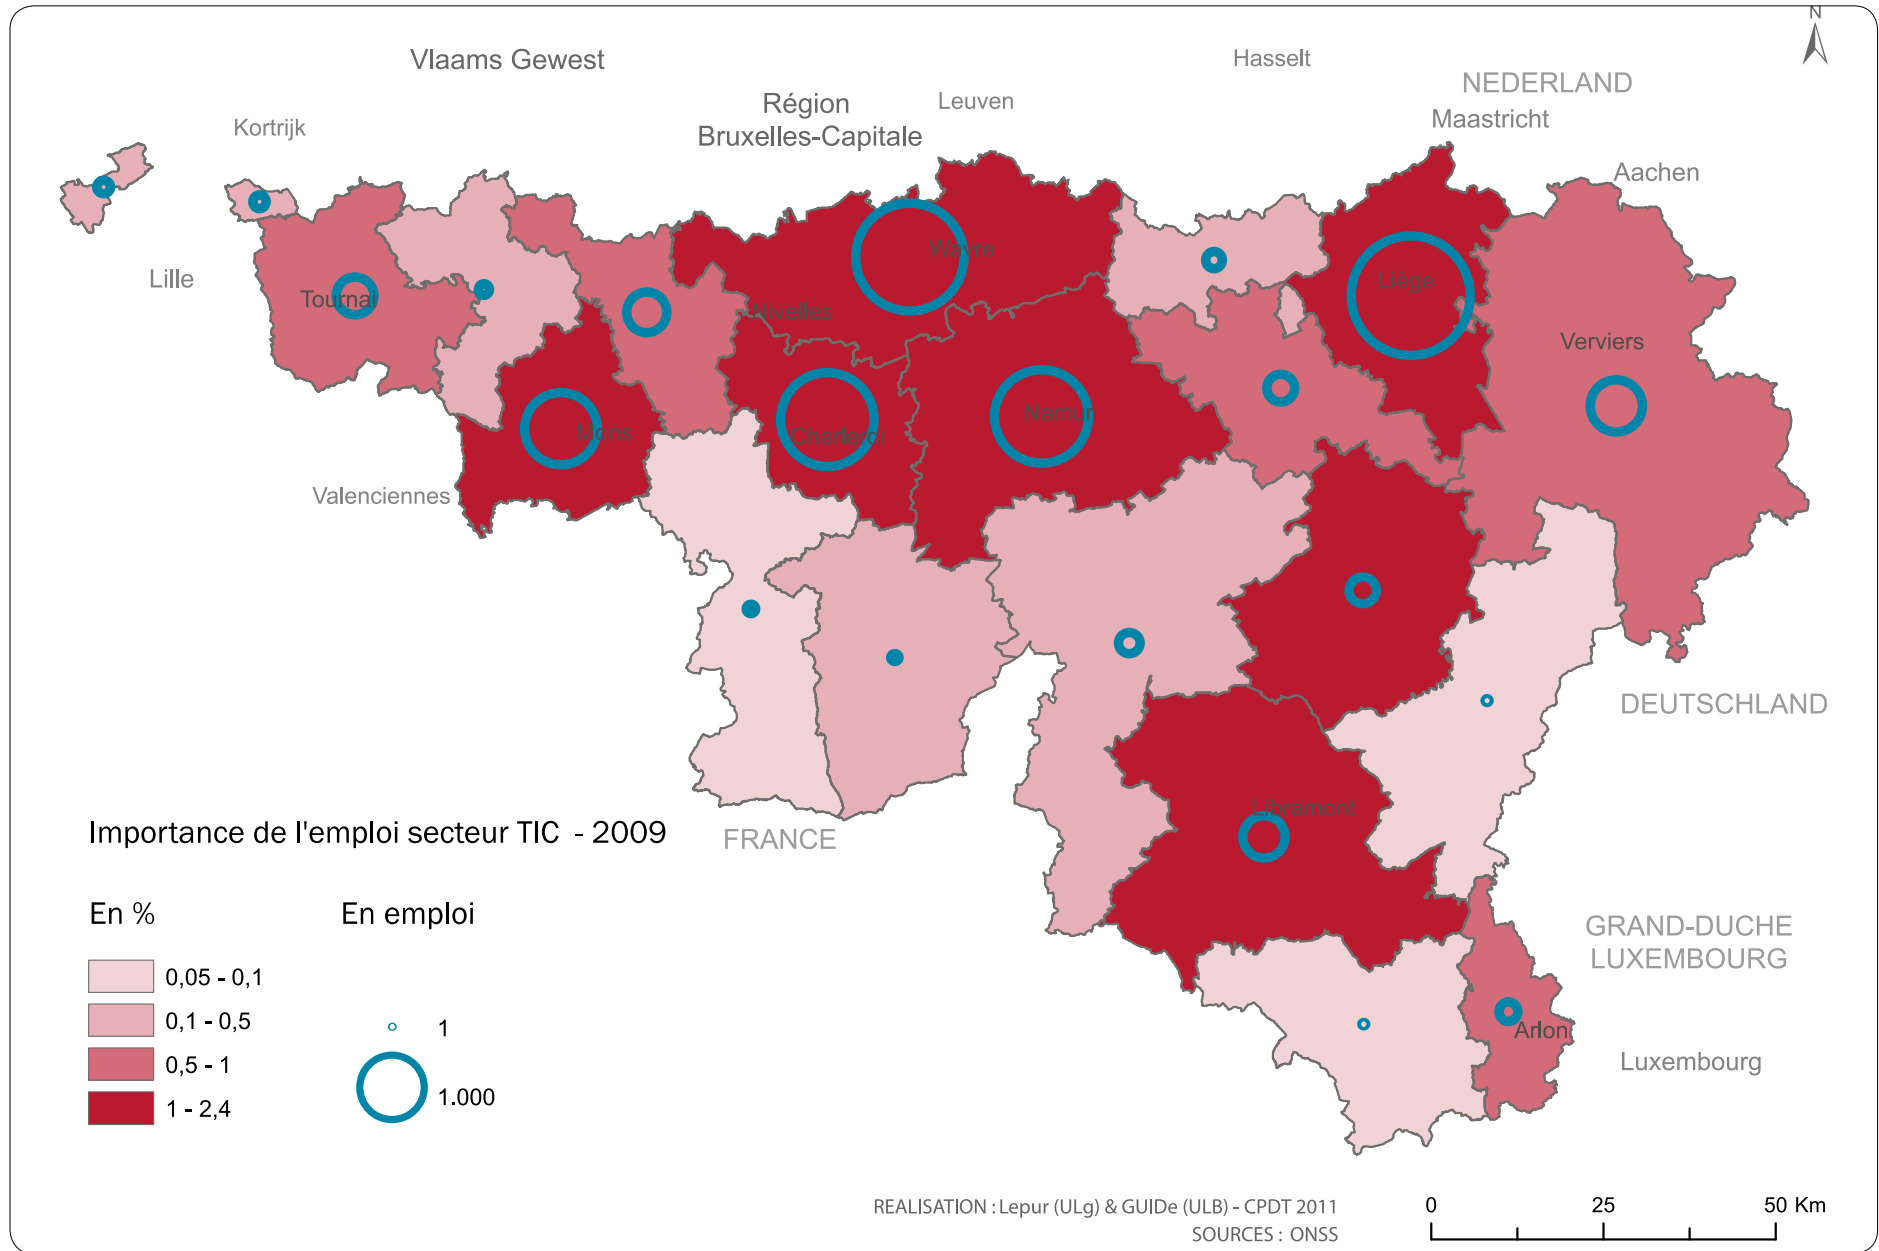 N
Vlaams Gewest
Hasselt
NEDERLAND
Région
Bruxelles-Capitale
Leuven
Maastricht
Kortrijk
Aachen
Lille
Wavre
Liège
Tournai
Nivelles
Verviers
Namur
Mons
Charleroi
Valenciennes
DEUTSCHLAND
Libramont
FRANCE
GRAND-DUCHE
LUXEMBOURG
Arlon
Luxembourg
Importance de l'emploi secteur TIC - 2009
En %
En emploi
0,05 - 0,1
0,1 - 0,5
0,5 - 1
1 - 2,4
1
1.000
REALISATION : Lepur (ULg) & GUIDe (ULB) - CPDT 2011
SOURCES : ONSS
0 25 50 Km